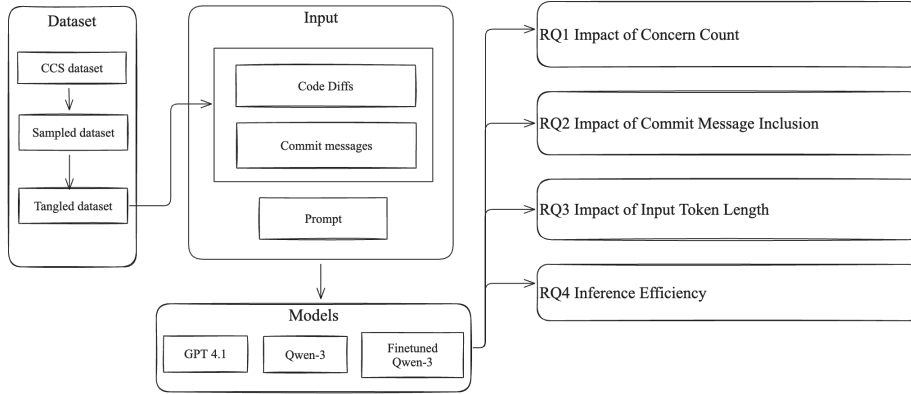 Dataset
CCS dataset
Sampled dataset
Tangled dataset
Input
Code Diffs
Commit messages
Prompt
Models
GPT 4.1
Qwen-3
Finetuned
Qwen-3
RQ1 Impact of Concern Count
RQ2 Impact of Commit Message Inclusion
RQ3 Impact of Input Token Length
RQ4 Inference Efficiency